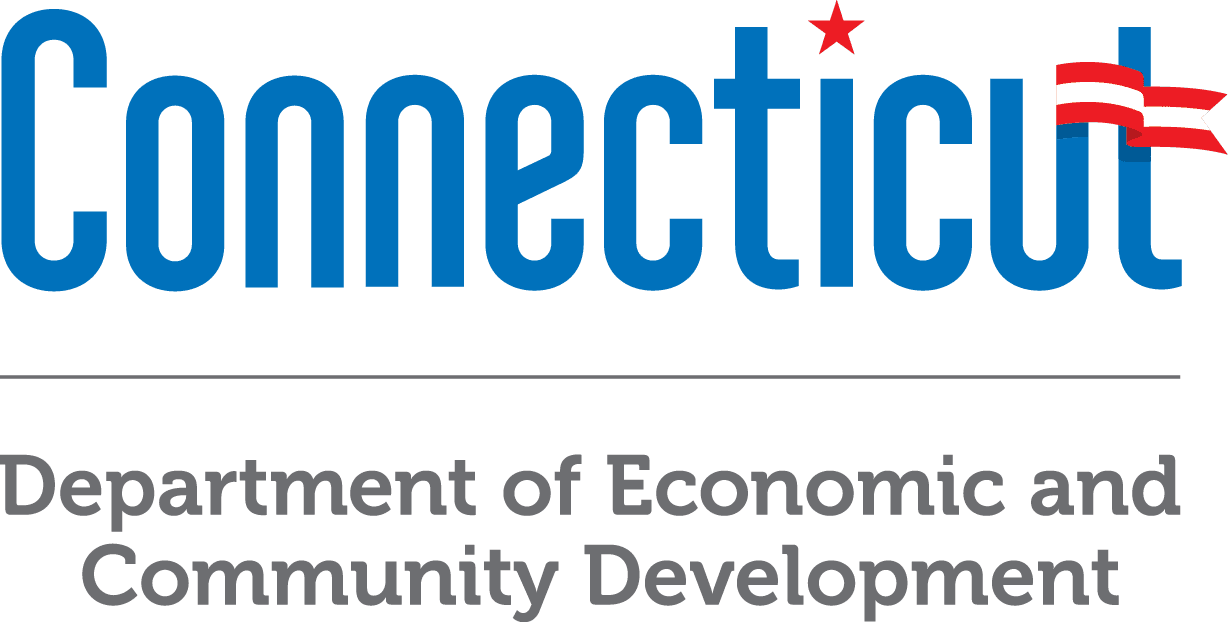 Connecticut
Department of Economic and
Community Development